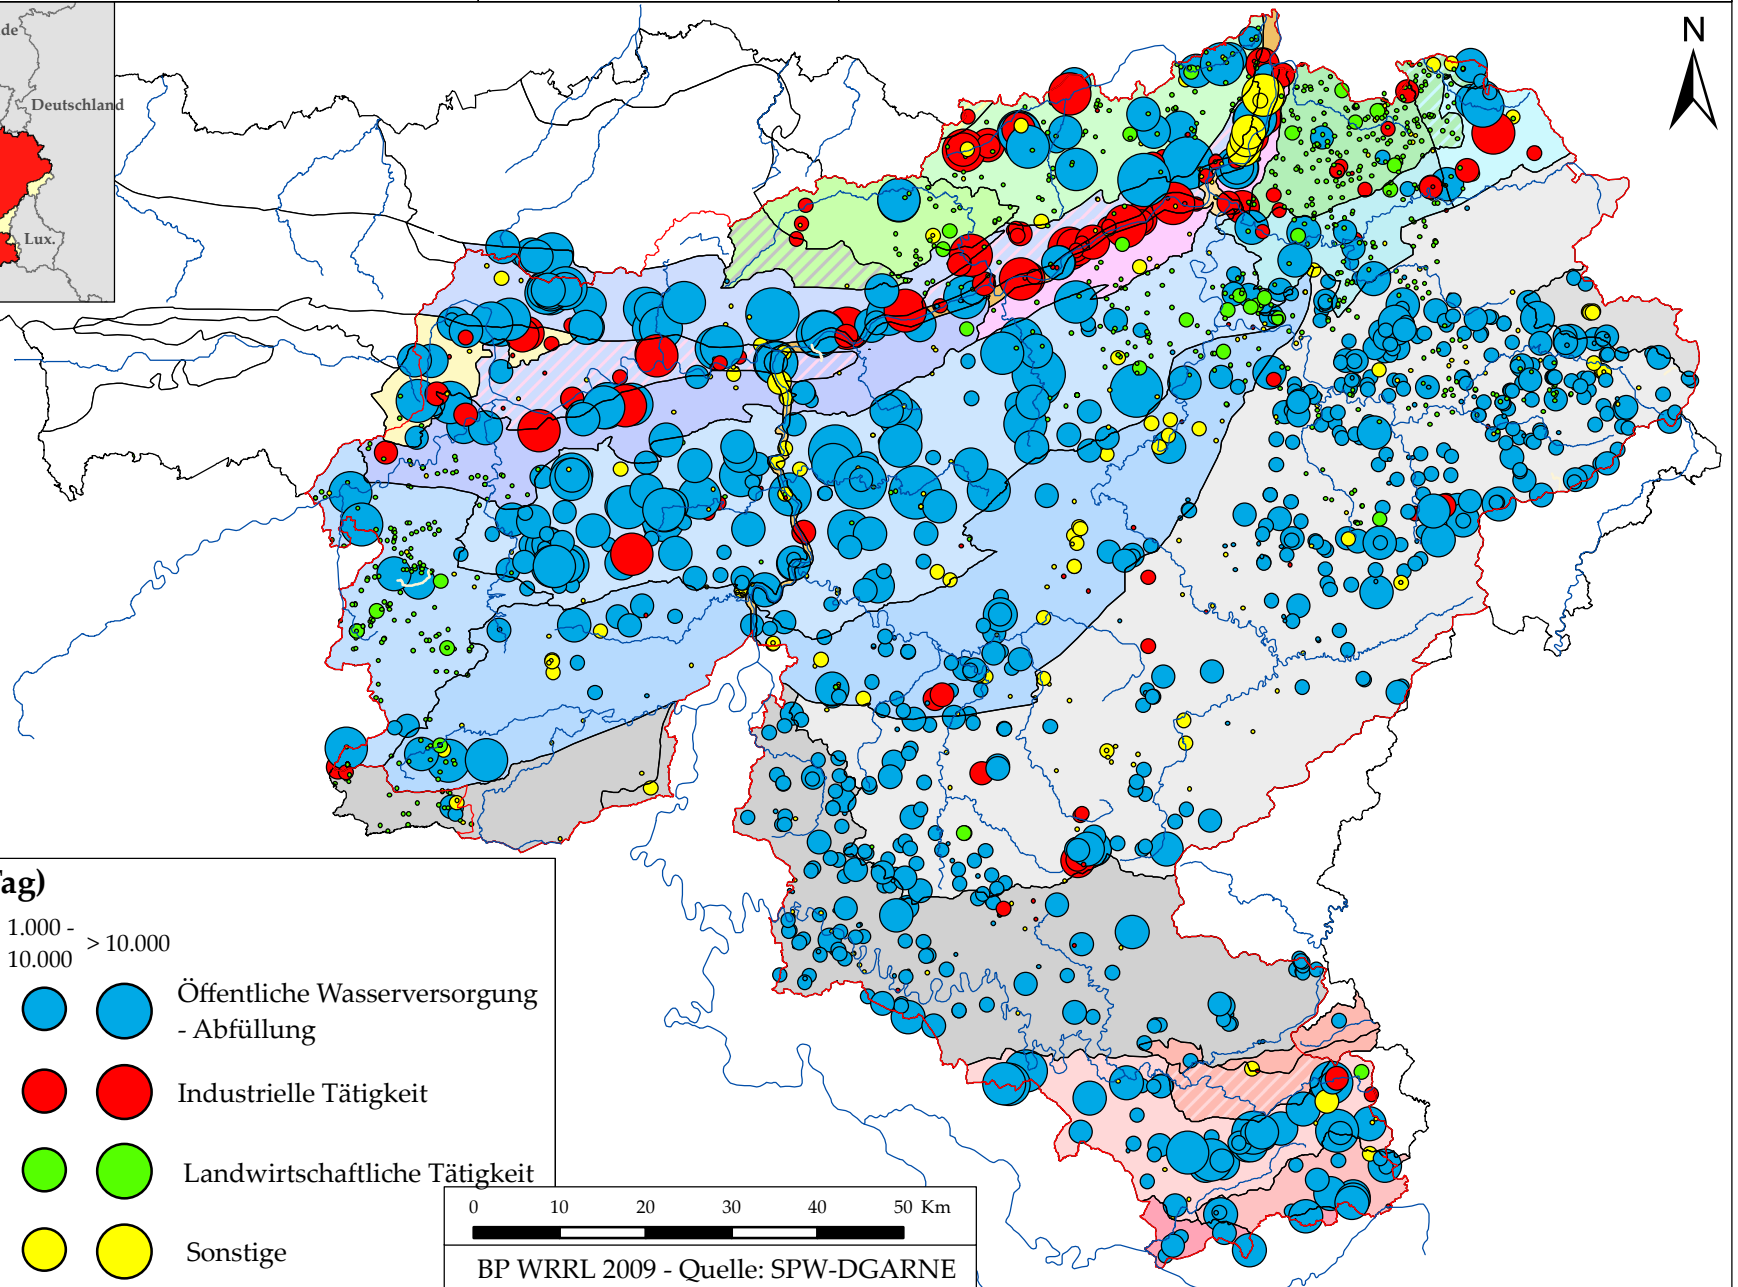 de
Deutschland
Lux.
N
Tag)
1.000 -
10.000
> 10.000
Öffentliche Wasserversorgung
- Abfüllung
Industrielle Tätigkeit
Landwirtschaftliche Tätigkeit
Sonstige
0 10 20 30 40 50 Km
BP WRRL 2009 - Quelle: SPW-DGARNE